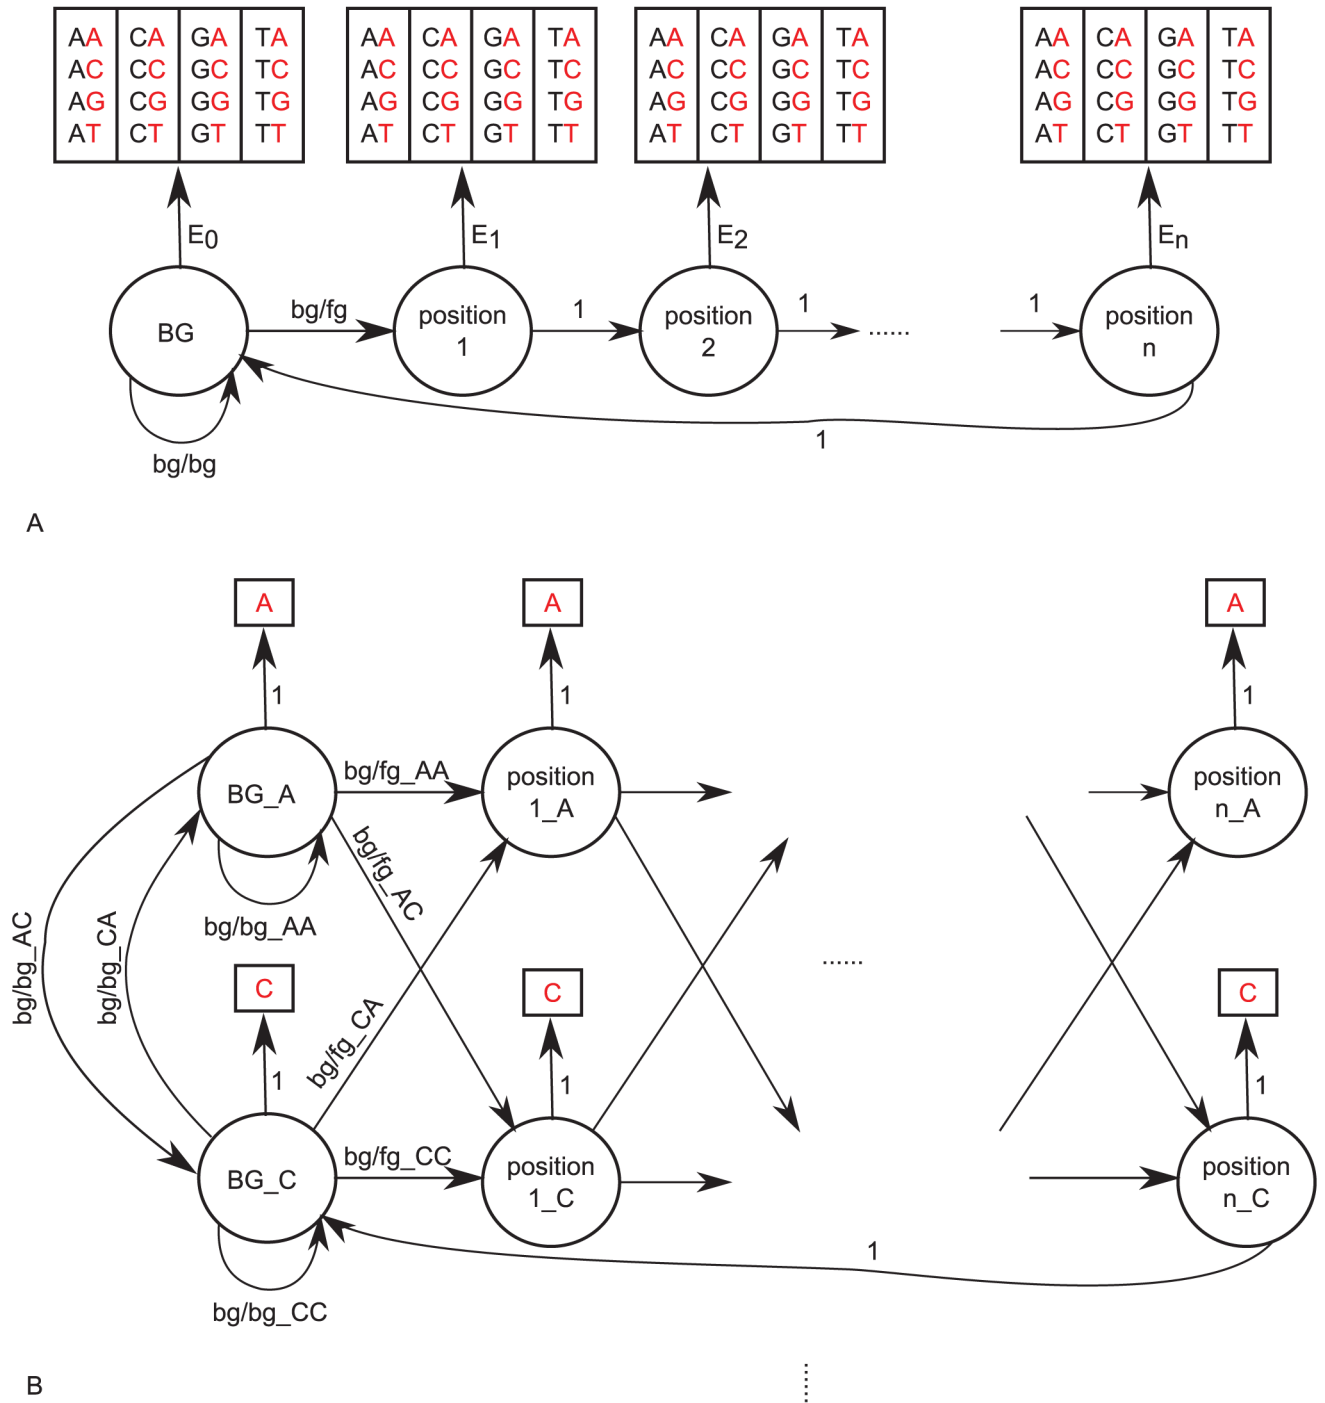 AA CA GA TA AA CA GA TA AA CA GA TA AA CA GA TA
AC CC GC TC AC CC GC TC AC CC GC TC AC CC GC TC
AG CG GG TG AG CG GG TG AG CG GG TG AG CG GG TG
AT CT GT TT AT CT GT TT AT CT GT TT AT CT GT TT
E0 E1 E2 En
bg/fg 1 1 1
BG position 1 position 2 ...... position n
1
bg/bg
A
A A A
1 1 1
bg/fg_AA
BG_A position 1_A position n_A
bg/fg_AC
bg/bg_AA
bg/bg_AC bg/bg_CA
......
C C C
bg/fg_CA
1 1 1
bg/fg_CC
BG_C position 1_C position n_C
1
bg/bg_CC
B ......